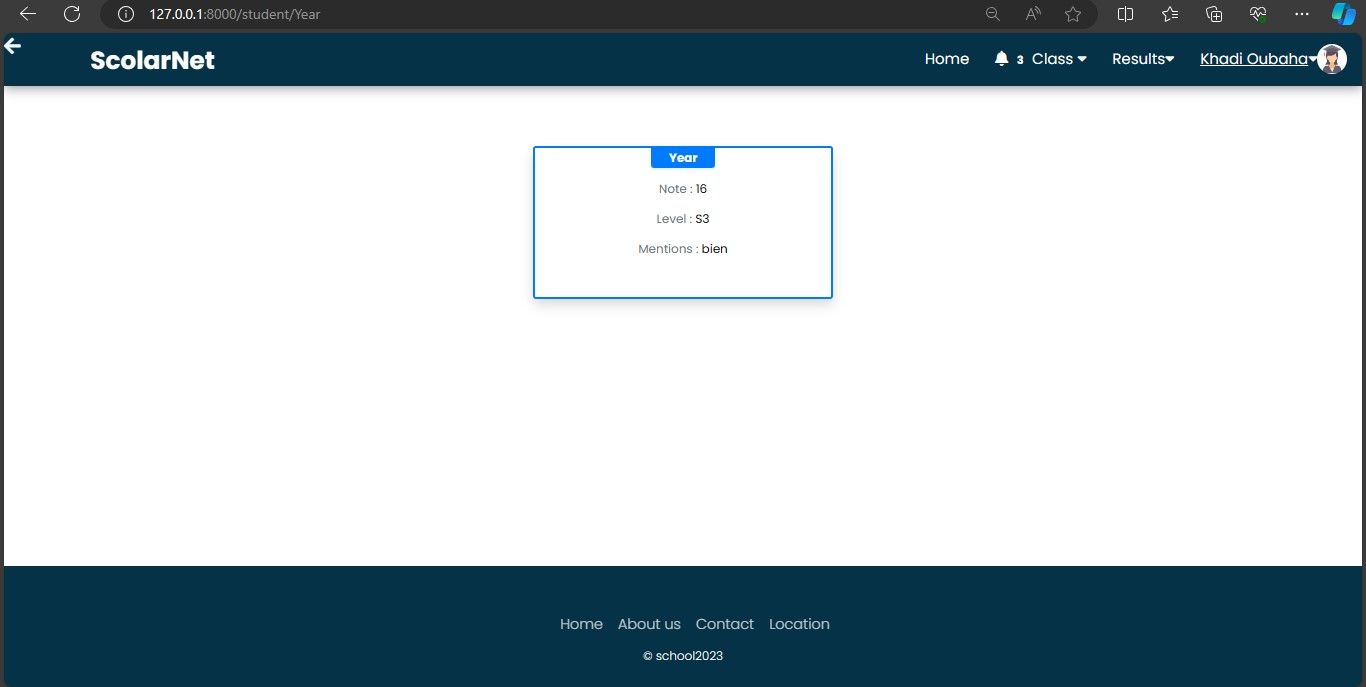 127.0.0.1:8000/student/Year
ScolarNet
Home 3 Class Results Khadi Oubaha
Year
Note : 16
Level : S3
Mentions : bien
Home About us Contact Location
© school2023